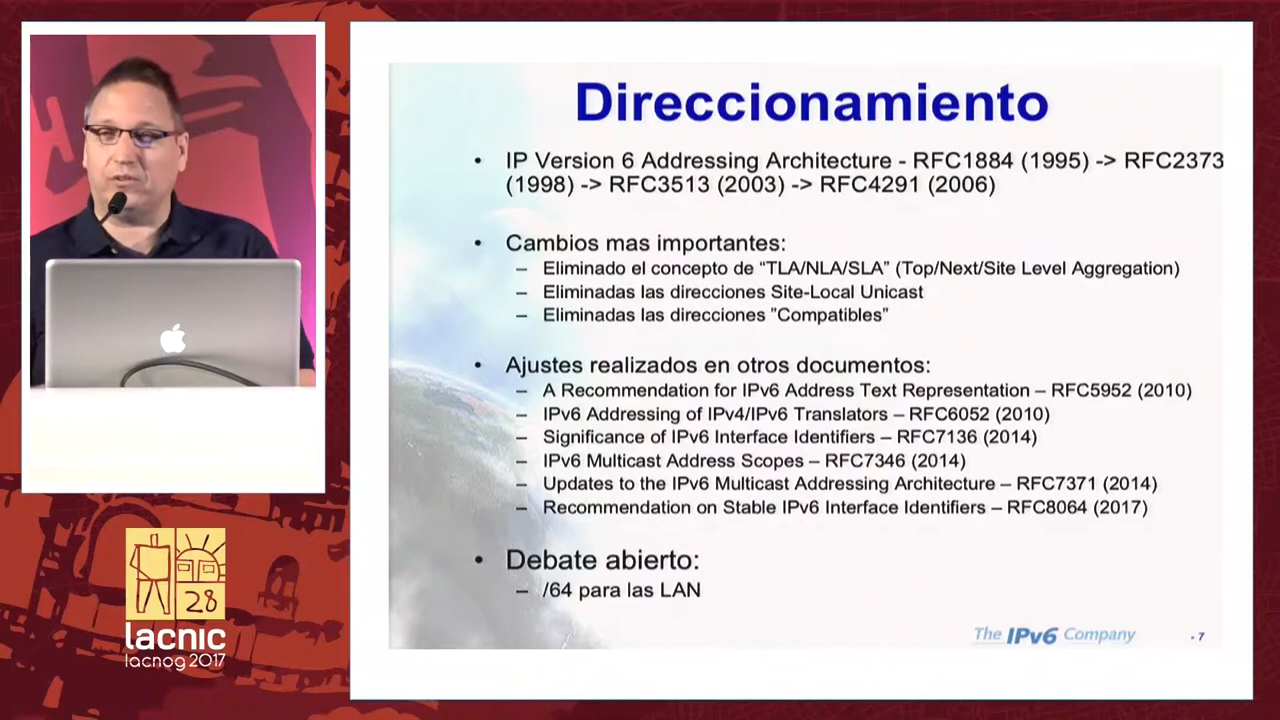 Direccionamiento
• IP Version 6 Addressing Architecture - RFC1884 (1995) -> RFC2373
(1998) -> RFC3513 (2003) -> RFC4291 (2006)
• Cambios mas importantes:
– Eliminado el concepto de “TLA/NLA/SLA” (Top/Next/Site Level Aggregation)
– Eliminadas las direcciones Site-Local Unicast
– Eliminadas las direcciones ”Compatibles”
• Ajustes realizados en otros documentos:
– A Recommendation for IPv6 Address Text Representation – RFC5952 (2010)
– IPv6 Addressing of IPv4/IPv6 Translators – RFC6052 (2010)
– Significance of IPv6 Interface Identifiers – RFC7136 (2014)
– IPv6 Multicast Address Scopes – RFC7346 (2014)
– Updates to the IPv6 Multicast Addressing Architecture – RFC7371 (2014)
– Recommendation on Stable IPv6 Interface Identifiers – RFC8064 (2017)
• Debate abierto:
– /64 para las LAN
The IPv6 Company
- 7
28
lacnic
lacnog 2017